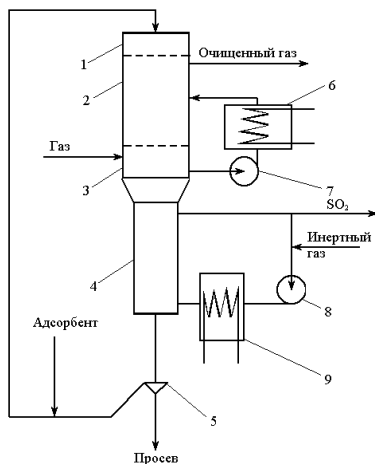 1
Очищенный газ
2
6
Газ
3
7
SO₂
Инертный
газ
4
8
Адсорбент
9
5
Просев